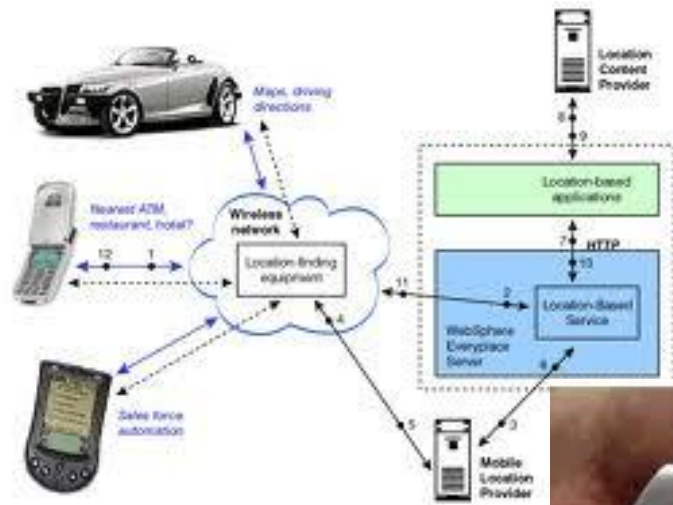 Maps, driving
directions
Location
Content
Provider
8
9
Location-based
applications
Nearest ATM,
restaurant, hotel?
Wireless
network
Location-finding
equipment
7
HTTP
10
12
1
11
2
Location-Based
Service
4
WebSphere
Everyplace
Server
6
Sales force
automation
5
3
Mobile
Location
Provider